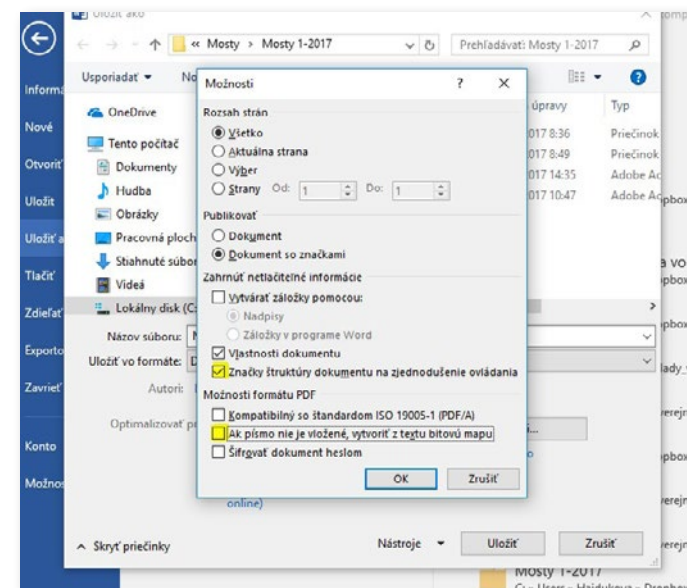 Uložiť ako
« Mosty > Mosty 1-2017
Prehľadávať: Mosty 1-2017
Usporiadať
Možnosti
?
Informá
OneDrive
Rozsah strán
úpravy
Typ
Nové
Tento počítač
Všetko
017 8:36
Priečinok
Dokumenty
Aktuálna strana
017 8:49
Priečinok
Otvoriť
Hudba
Výber
017 14:35
Adobe Ac
Uložiť
Obrázky
Strany Od: 1 Do: 1
017 10:47
Adobe Ac
pbox
Publikovať
Uložiť a
Pracovná ploch
Dokument
Stiahnuté súbor
Dokument so značkami
Tlačiť
Videá
Zahrnúť netlačiteľné informácie
Vytvárať záložky pomocou:
Zdieľať
Lokálny disk (C:
Nadpisy
Názov súboru:
Záložky v programe Word
Exporto
Vlastnosti dokumentu
Uložiť vo formáte:
Značky štruktúry dokumentu na zjednodušenie ovládania
Zavrieť
Autori:
Možnosti formátu PDF
Kompatibilný so štandardom ISO 19005-1 (PDF/A)
Optimalizovať pr
Ak písmo nie je vložené, vytvoriť z textu bitovú mapu
Konto
Šifrovať dokument heslom
Možnos
OK
Zrušiť
online)
Skryť priečinky
Nástroje
Uložiť
Zrušiť
verejn
Mosty 1-2017